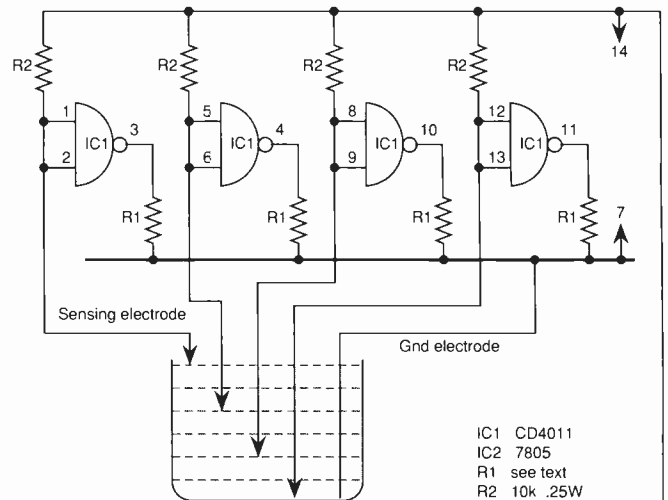 14
R2 R2 R2 R2
1 3 5 4 8 10 12 11
IC1 IC1 IC1 IC1
2 6 9 13
R1 R1 R1 R1 7
Sensing electrode
Gnd electrode
IC1 CD4011
IC2 7805
R1 see text
R2 10k .25W